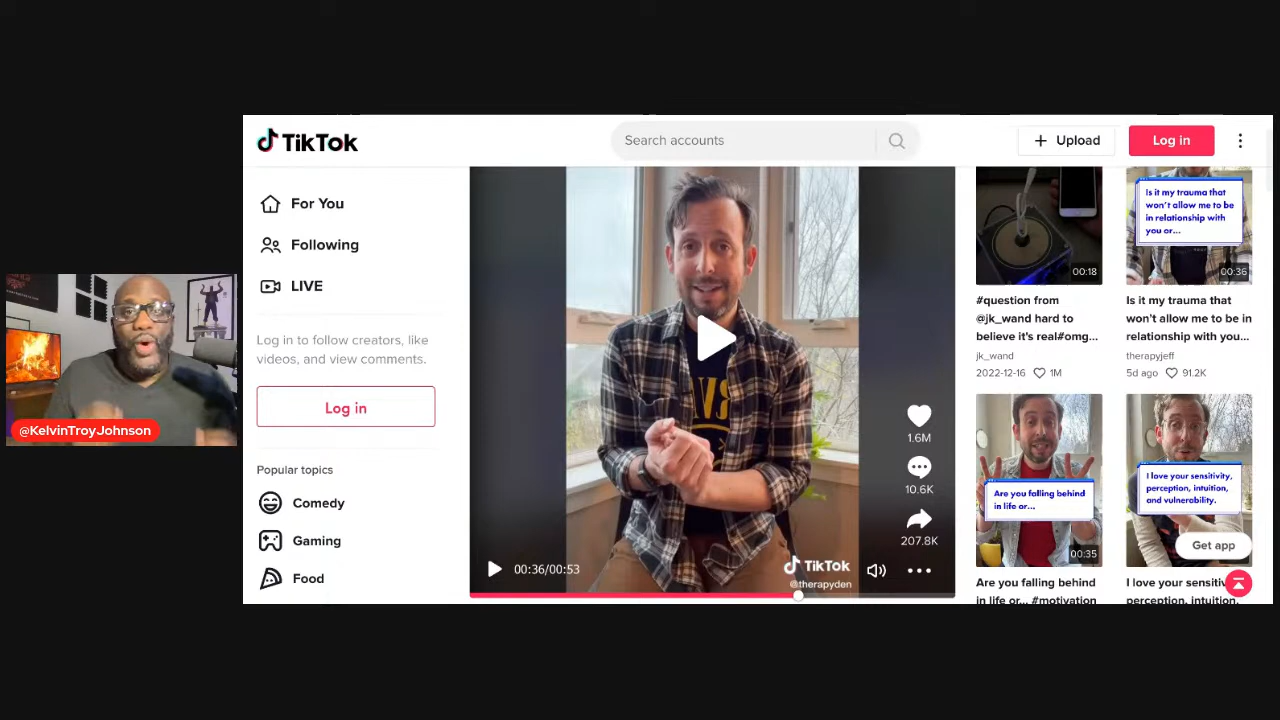 TikTok
Search accounts
Upload
Log in
For You
Following
LIVE
Log in to follow creators, like
videos, and view comments.
Log in
Popular topics
Comedy
Gaming
Food
@KelvinTroyJohnson
1.6M
10.6K
207.8K
00:36/00:53
TikTok
@therapyden
00:18
#question from
@jk_wand hard to
believe it's real#omg...
jk_wand
2022-12-16 1M
Is it my trauma that
won't allow me to be
in relationship with
you or...
00:36
Is it my trauma that
won't allow me to be in
relationship with you...
therapyjeff
5d ago 91.2K
Are you falling behind
in life or...
00:35
Are you falling behind
in life or... #motivation
I love your sensitivity,
perception, intuition,
and vulnerability.
Get app
I love your sensitiv
perception, intuition,